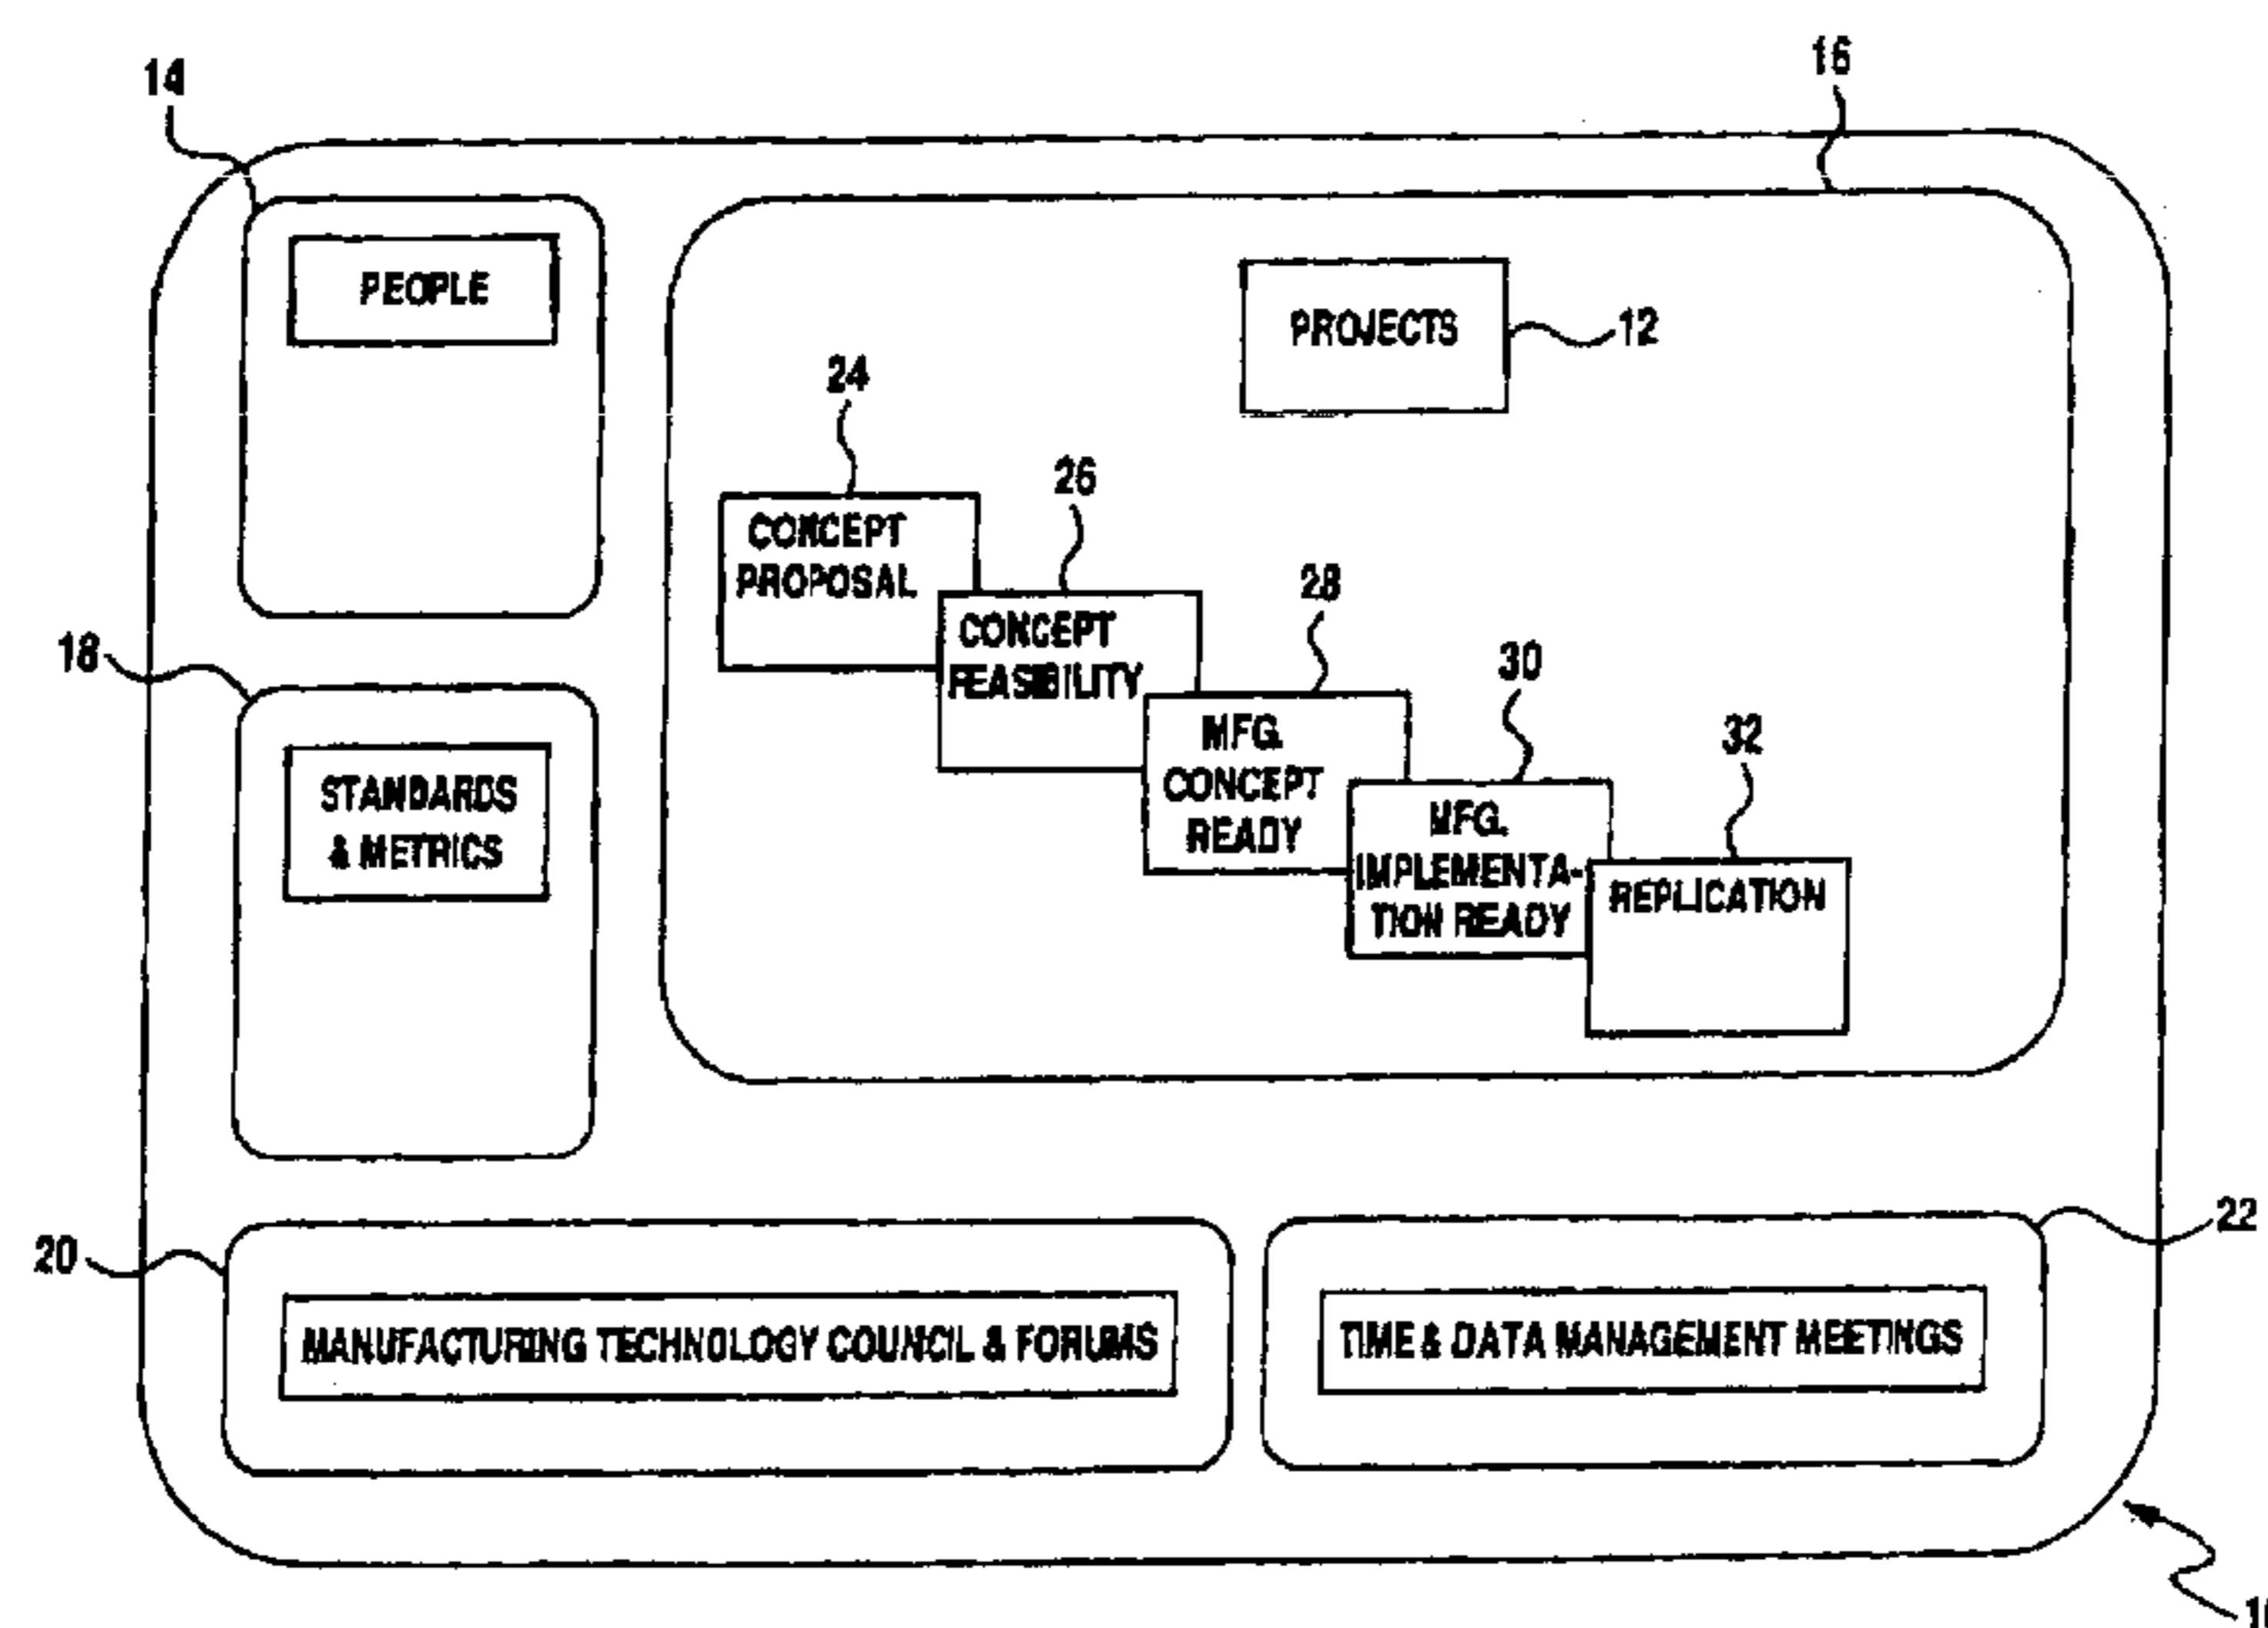 14
16
PEOPLE
PROJECTS
12
24
CONCEPT
PROPOSAL
26
CONCEPT
FEASIBILITY
28
MFG.
CONCEPT
READY
30
MFG.
IMPLEMENTA-
TION READY
32
REPLICATION
18
STANDARDS
& METRICS
20
MANUFACTURING TECHNOLOGY COUNCIL & FORUMS
22
TIME & DATA MANAGEMENT MEETINGS